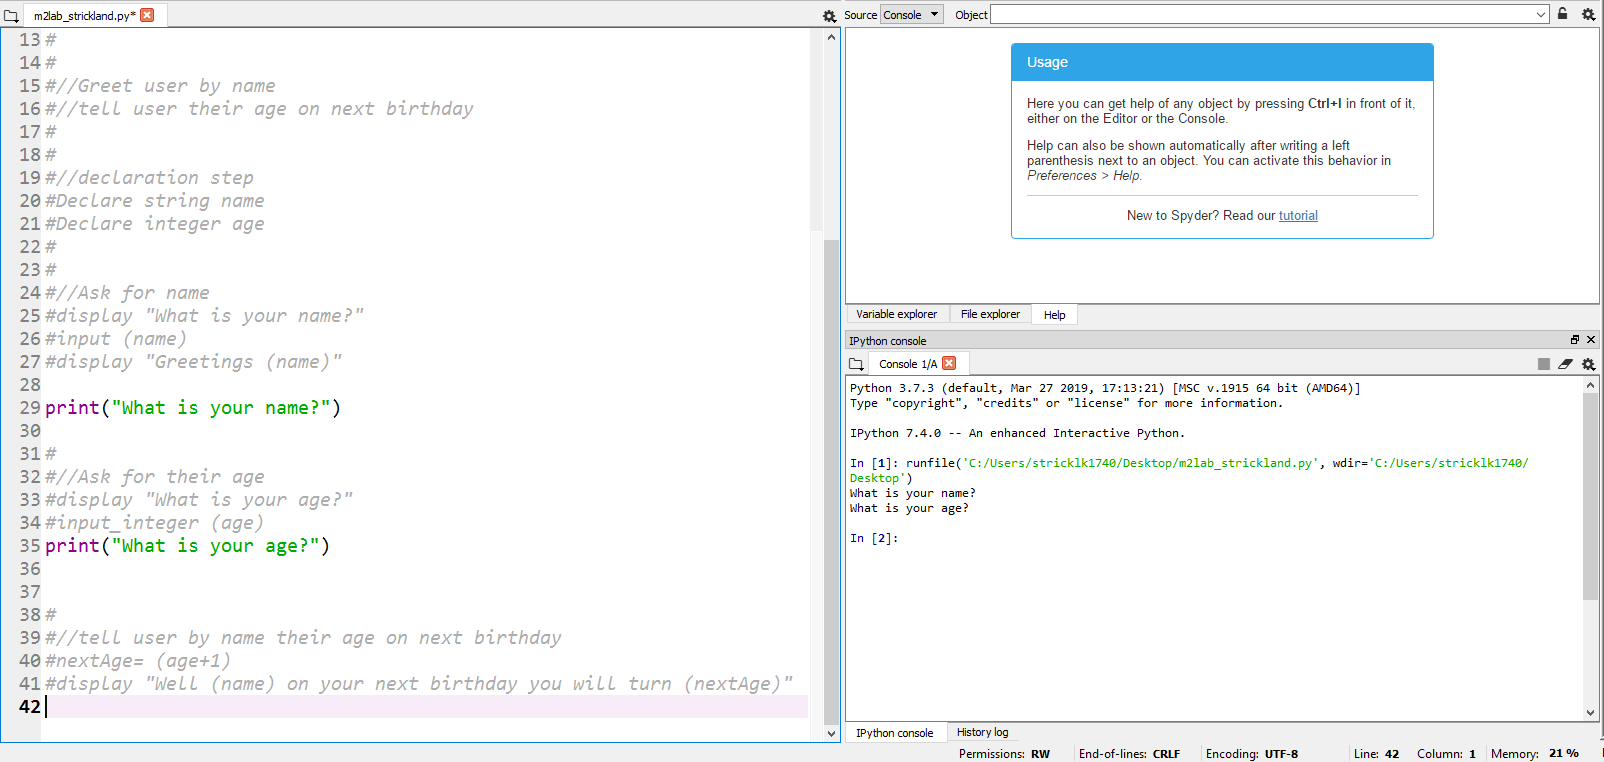 m2lab_strickland.py*
13 #
14 #
15 #//Greet user by name
16 #//tell user their age on next birthday
17 #
18 #
19 #//declaration step
20 #Declare string name
21 #Declare integer age
22 #
23 #
24 #//Ask for name
25 #display "What is your name?"
26 #input (name)
27 #display "Greetings (name)"
28
29 print("What is your name?")
30
31 #
32 #//Ask for their age
33 #display "What is your age?"
34 #input_integer (age)
35 print("What is your age?")
36
37
38 #
39 #//tell user by name their age on next birthday
40 #nextAge= (age+1)
41 #display "Well (name) on your next birthday you will turn (nextAge)"
42
Source Console Object
Usage
Here you can get help of any object by pressing Ctrl+I in front of it,
either on the Editor or the Console.
Help can also be shown automatically after writing a left
parenthesis next to an object. You can activate this behavior in
Preferences > Help.
New to Spyder? Read our tutorial
Variable explorer File explorer Help
IPython console
Console 1/A
Python 3.7.3 (default, Mar 27 2019, 17:13:21) [MSC v.1915 64 bit (AMD64)]
Type "copyright", "credits" or "license" for more information.
IPython 7.4.0 -- An enhanced Interactive Python.
In [1]: runfile('C:/Users/stricklk1740/Desktop/m2lab_strickland.py', wdir='C:/Users/stricklk1740/
Desktop')
What is your name?
What is your age?
In [2]:
IPython console History log
Permissions: RW End-of-lines: CRLF Encoding: UTF-8 Line: 42 Column: 1 Memory: 21 %